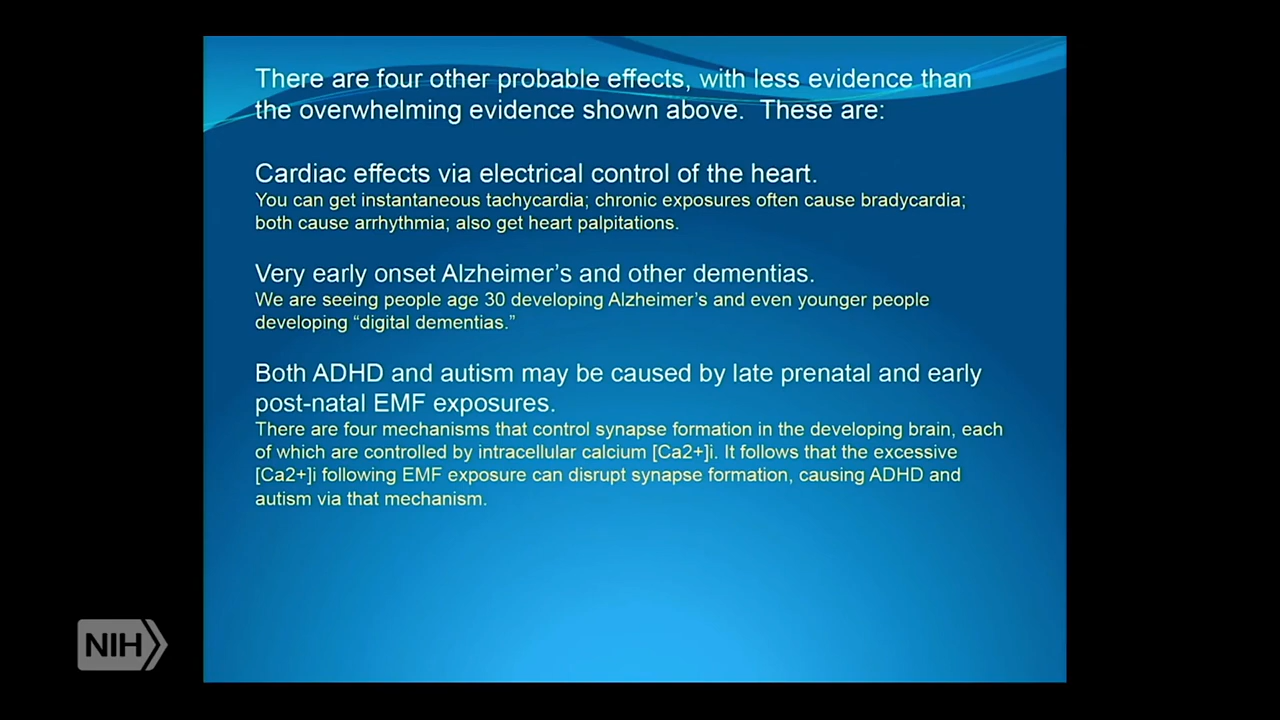 There are four other probable effects, with less evidence than
the overwhelming evidence shown above.  These are:
Cardiac effects via electrical control of the heart.
You can get instantaneous tachycardia; chronic exposures often cause bradycardia;
both cause arrhythmia; also get heart palpitations.
Very early onset Alzheimer’s and other dementias.
We are seeing people age 30 developing Alzheimer’s and even younger people
developing “digital dementias.”
Both ADHD and autism may be caused by late prenatal and early
post-natal EMF exposures.
There are four mechanisms that control synapse formation in the developing brain, each
of which are controlled by intracellular calcium [Ca2+]i. It follows that the excessive
[Ca2+]i following EMF exposure can disrupt synapse formation, causing ADHD and
autism via that mechanism.
NIH